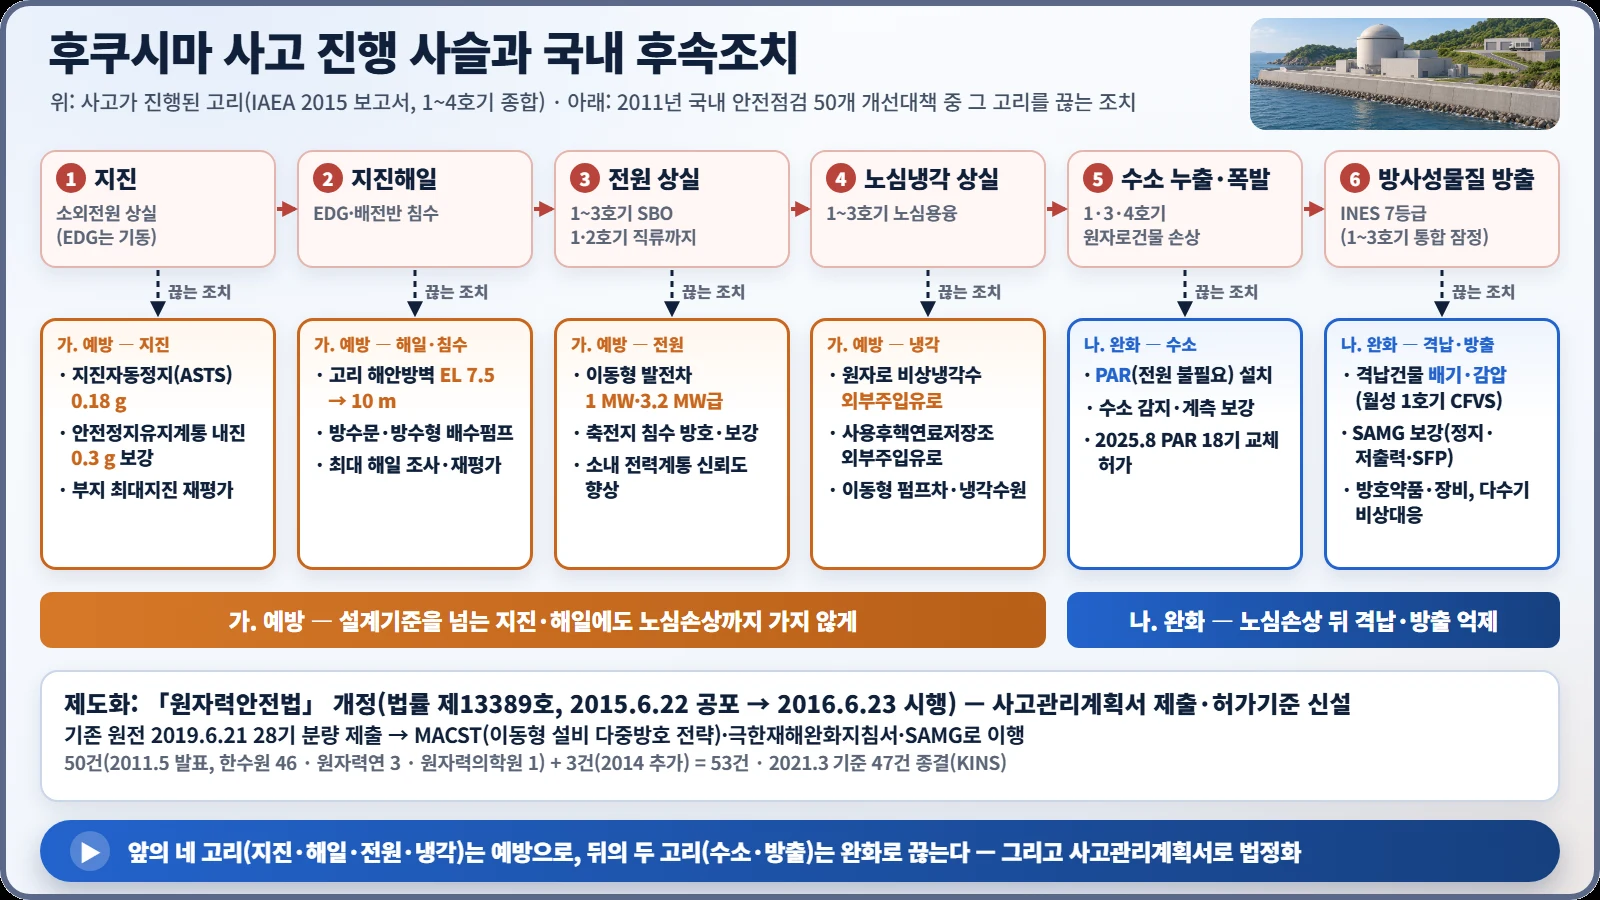 후쿠시마 사고 진행 사슬과 국내 후속조치
위: 사고가 진행된 고리(IAEA 2015 보고서, 1~4호기 종합) · 아래: 2011년 국내 안전점검 50개 개선대책 중 그 고리를 끊는 조치
1 지진
소외전원 상실
(EDG는 기동)
2 지진해일
EDG·배전반 침수
3 전원 상실
1~3호기 SBO
1·2호기 직류까지
4 노심냉각 상실
1~3호기 노심용융
5 수소 누출·폭발
1·3·4호기
원자로건물 손상
6 방사성물질 방출
INES 7등급
(1~3호기 통합 잠정)
끊는 조치
끊는 조치
끊는 조치
끊는 조치
끊는 조치
끊는 조치
가. 예방 — 지진
· 지진자동정지(ASTS)
0.18 g
· 안전정지유지계통 내진
0.3 g 보강
· 부지 최대지진 재평가
가. 예방 — 해일·침수
· 고리 해안방벽 EL 7.5
→ 10 m
· 방수문·방수형 배수펌프
· 최대 해일 조사·재평가
가. 예방 — 전원
· 이동형 발전차
1 MW·3.2 MW급
· 축전지 침수 방호·보강
· 소내 전력계통 신뢰도
향상
가. 예방 — 냉각
· 원자로 비상냉각수
외부주입유로
· 사용후핵연료저장조
외부주입유로
· 이동형 펌프차·냉각수원
나. 완화 — 수소
· PAR(전원 불필요) 설치
· 수소 감지·계측 보강
· 2025.8 PAR 18기 교체
허가
나. 완화 — 격납·방출
· 격납건물 배기·감압
(월성 1호기 CFVS)
· SAMG 보강(정지·
저출력·SFP)
· 방호약품·장비, 다수기
비상대응
가. 예방 — 설계기준을 넘는 지진·해일에도 노심손상까지 가지 않게
나. 완화 — 노심손상 뒤 격납·방출 억제
제도화: 「원자력안전법」 개정(법률 제13389호, 2015.6.22 공포 → 2016.6.23 시행) — 사고관리계획서 제출·허가기준 신설
기존 원전 2019.6.21 28기 분량 제출 → MACST(이동형 설비 다중방호 전략)·극한재해완화지침서·SAMG로 이행
50건(2011.5 발표, 한수원 46 · 원자력연 3 · 원자력의학원 1) + 3건(2014 추가) = 53건 · 2021.3 기준 47건 종결(KINS)
앞의 네 고리(지진·해일·전원·냉각)는 예방으로, 뒤의 두 고리(수소·방출)는 완화로 끊는다 — 그리고 사고관리계획서로 법정화